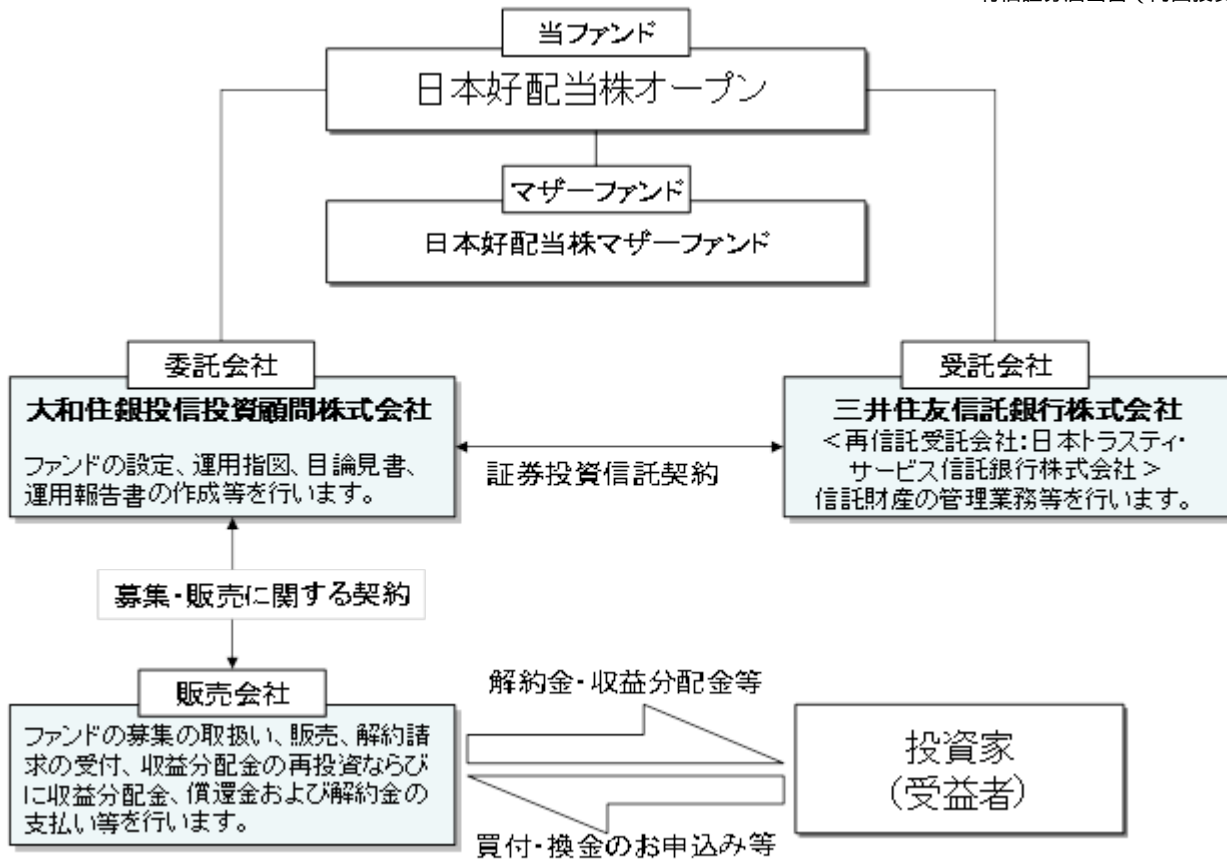 当ファンド
日本好配当株オープン
マザーファンド
日本好配当株マザーファンド
委託会社
大和住銀投信投資顧問株式会社
ファンドの設定、運用指図、目論見書、
運用報告書の作成等を行います。
証券投資信託契約
受託会社
三井住友信託銀行株式会社
<再信託受託会社:日本トラスティ・
サービス信託銀行株式会社>
信託財産の管理業務等を行います。
募集・販売に関する契約
販売会社
ファンドの募集の取扱い、販売、解約請
求の受付、収益分配金の再投資ならび
に収益分配金、償還金および解約金の
支払い等を行います。
解約金・収益分配金等
買付・換金のお申込み等
投資家
(受益者)